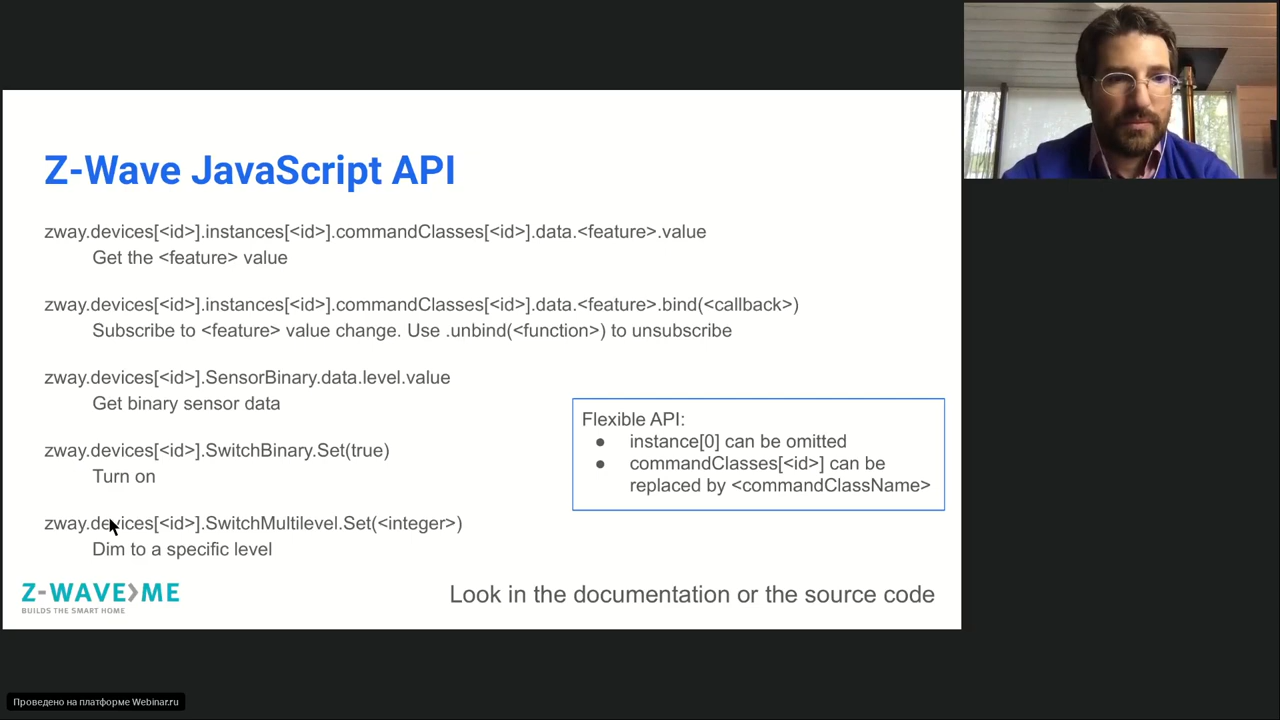 Z-Wave JavaScript API
zway.devices[<id>].instances[<id>].commandClasses[<id>].data.<feature>.value
Get the <feature> value
zway.devices[<id>].instances[<id>].commandClasses[<id>].data.<feature>.bind(<callback>)
Subscribe to <feature> value change. Use .unbind(<function>) to unsubscribe
zway.devices[<id>].SensorBinary.data.level.value
Get binary sensor data
zway.devices[<id>].SwitchBinary.Set(true)
Turn on
zway.devices[<id>].SwitchMultilevel.Set(<integer>)
Dim to a specific level
Flexible API:
● instance[0] can be omitted
● commandClasses[<id>] can be
replaced by <commandClassName>
Z-WAVE>ME
BUILDS THE SMART HOME
Look in the documentation or the source code
Проведено на платформе Webinar.ru